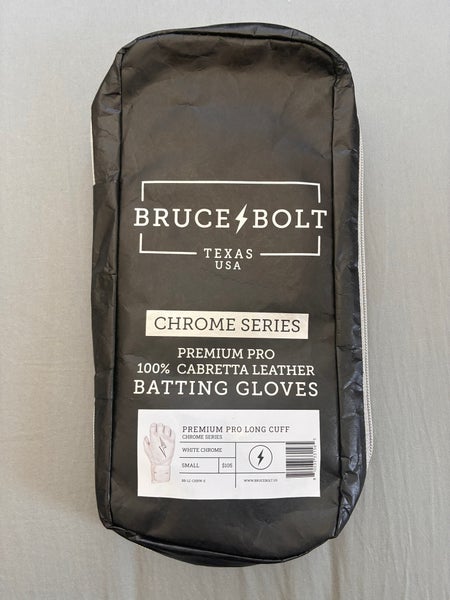 BRUCE BOLT
TEXAS
USA
CHROME SERIES
PREMIUM PRO
100% CABRETTA LEATHER
BATTING GLOVES
PREMIUM PRO LONG CUFF
CHROME SERIES
WHITE CHROME
SMALL $105
WWW.BRUCEBOLT.US